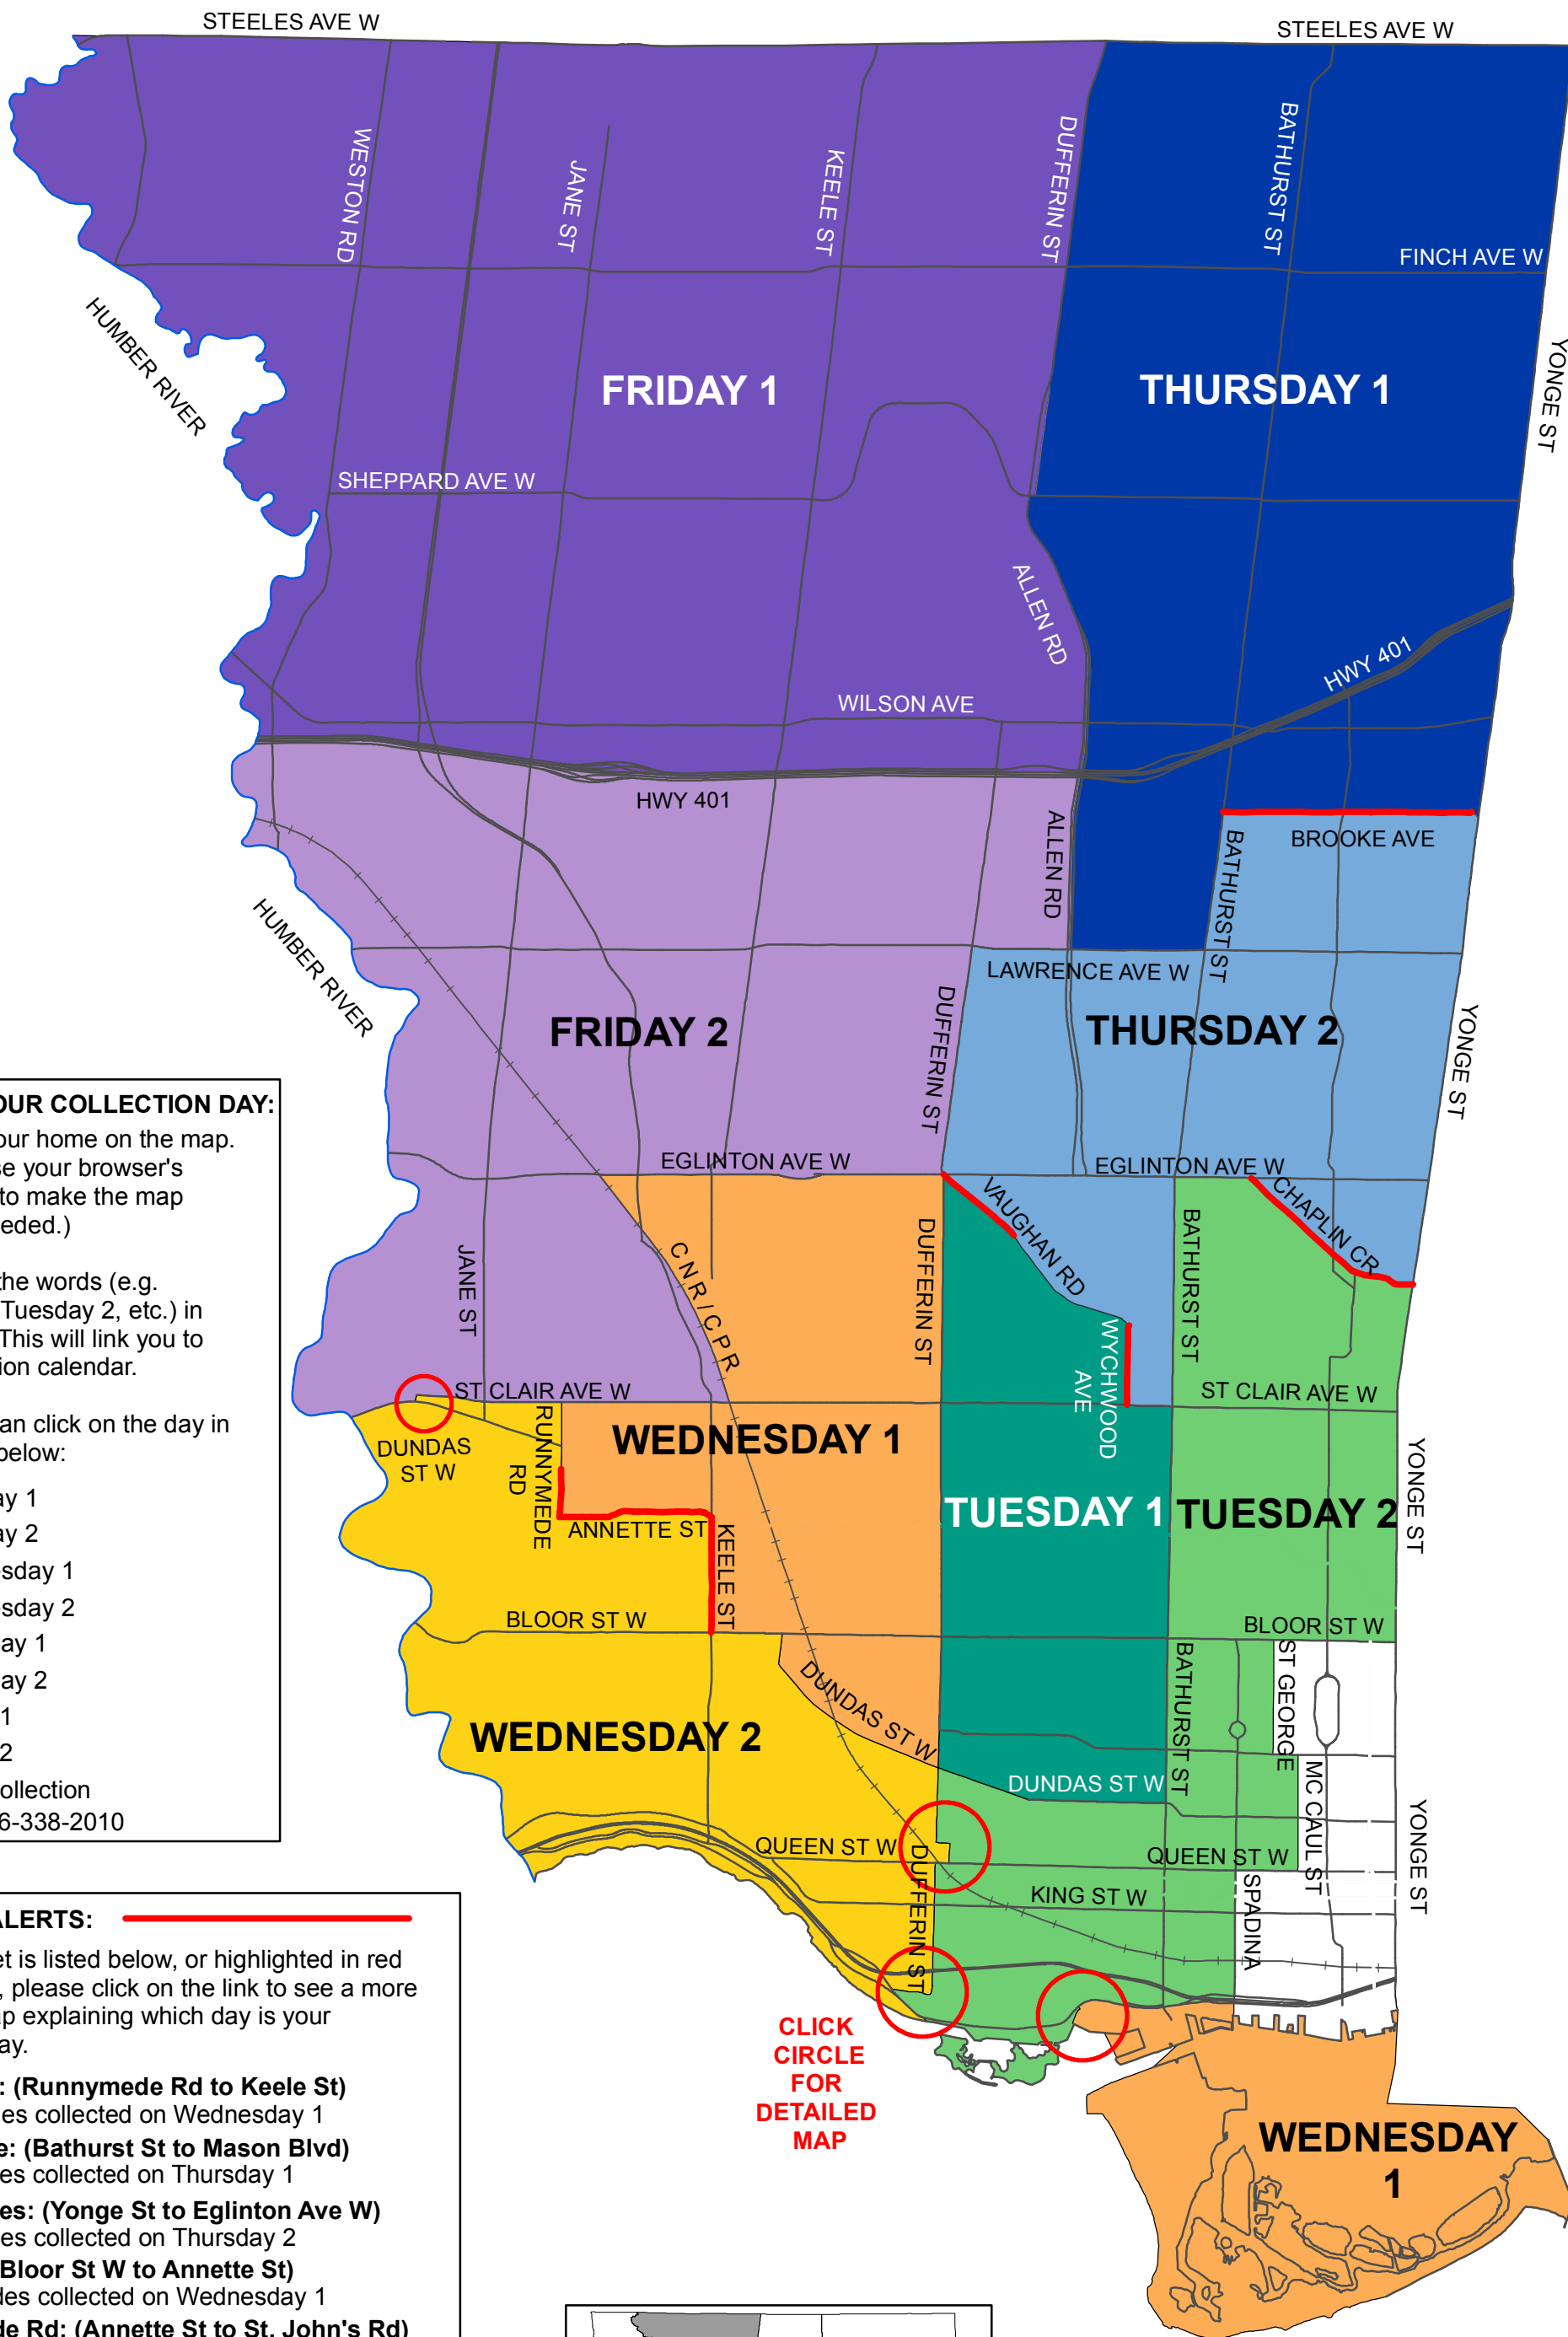 STEELES AVE W
STEELES AVE W
WESTON RD
JANE ST
KEELE ST
DUFFERIN ST
BATHURST ST
FINCH AVE W
HUMBER RIVER
YONGE ST
FRIDAY 1
THURSDAY 1
SHEPPARD AVE W
ALLEN RD
HWY 401
WILSON AVE
HWY 401
ALLEN RD
BATHURST ST
BROOKE AVE
HUMBER RIVER
LAWRENCE AVE W
DUFFERIN ST
FRIDAY 2
THURSDAY 2
YONGE ST
EGLINTON AVE W
EGLINTON AVE W
VAUGHAN RD
CHAPLIN CR
JANE ST
CNR/CPR
DUFFERIN ST
BATHURST ST
WYCHWOOD
AVE
ST CLAIR AVE W
ST CLAIR AVE W
DUNDAS
ST W
RUNNYMEDE
RD
WEDNESDAY 1
TUESDAY 1
TUESDAY 2
YONGE ST
ANNETTE ST
KEELE ST
BLOOR ST W
BLOOR ST W
DUNDAS ST W
BATHURST ST
ST GEORGE
WEDNESDAY 2
DUNDAS ST W
MC CAUL ST
YONGE ST
QUEEN ST W
DUFFERIN ST
QUEEN ST W
KING ST W
SPADINA
CLICK
CIRCLE
FOR
DETAILED
MAP
WEDNESDAY
1
OUR COLLECTION DAY:
our home on the map.
se your browser's
to make the map
eded.)
the words (e.g.
Tuesday 2, etc.) in
This will link you to
ion calendar.
an click on the day in
below:
ay 1
ay 2
sday 1
sday 2
ay 1
ay 2
1
2
ollection
6-338-2010
ALERTS:
et is listed below, or highlighted in red
, please click on the link to see a more
ap explaining which day is your
ay.
: (Runnymede Rd to Keele St)
des collected on Wednesday 1
e: (Bathurst St to Mason Blvd)
des collected on Thursday 1
es: (Yonge St to Eglinton Ave W)
des collected on Thursday 2
Bloor St W to Annette St)
des collected on Wednesday 1
de Rd: (Annette St to St. John's Rd)